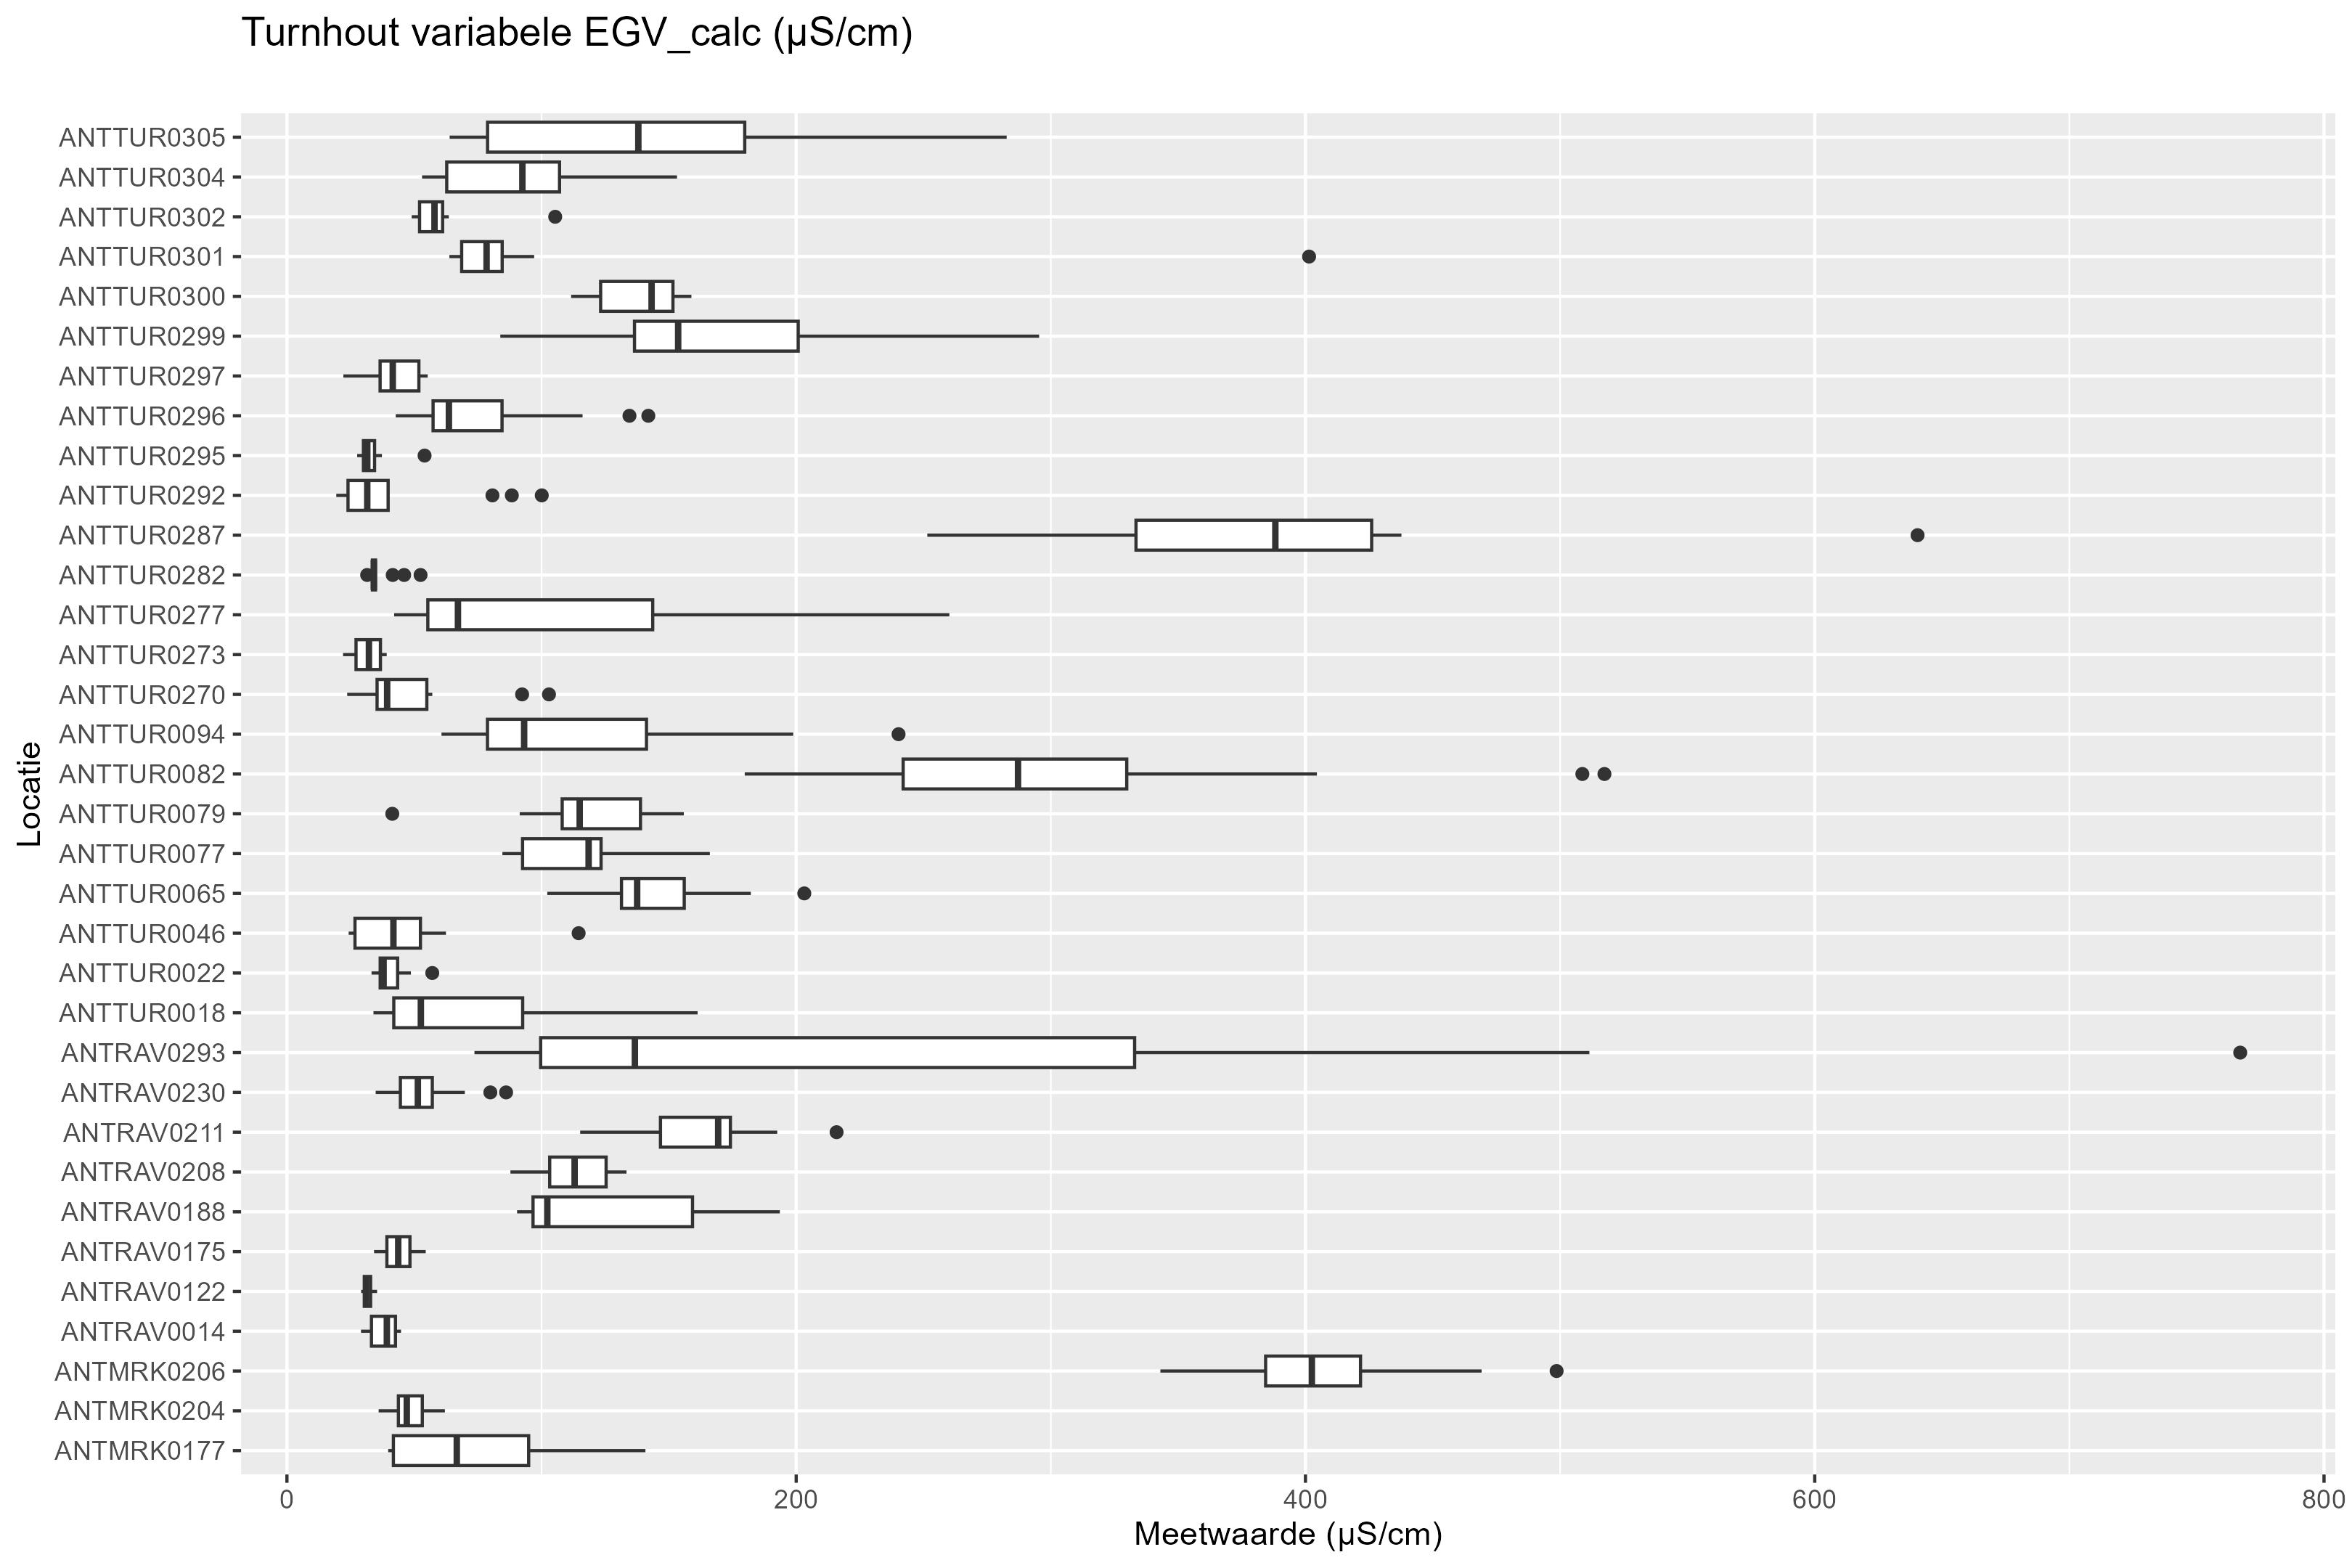 Turnhout variabele EGV_calc (µS/cm)
ANTTUR0305
ANTTUR0304
ANTTUR0302
ANTTUR0301
ANTTUR0300
ANTTUR0299
ANTTUR0297
ANTTUR0296
ANTTUR0295
ANTTUR0292
ANTTUR0287
ANTTUR0282
ANTTUR0277
ANTTUR0273
ANTTUR0270
ANTTUR0094
ANTTUR0082
ANTTUR0079
ANTTUR0077
ANTTUR0065
ANTTUR0046
ANTTUR0022
ANTTUR0018
ANTRAV0293
ANTRAV0230
ANTRAV0211
ANTRAV0208
ANTRAV0188
ANTRAV0175
ANTRAV0122
ANTRAV0014
ANTMRK0206
ANTMRK0204
ANTMRK0177
Locatie
0 200 400 600 800
Meetwaarde (µS/cm)